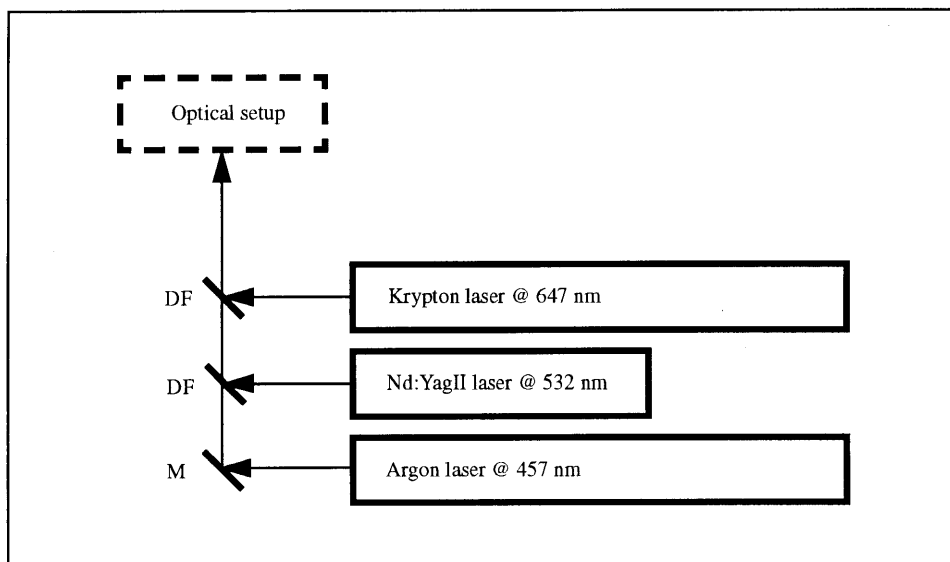 Optical setup
DF
Krypton laser @ 647 nm
DF
Nd:YagII laser @ 532 nm
M
Argon laser @ 457 nm